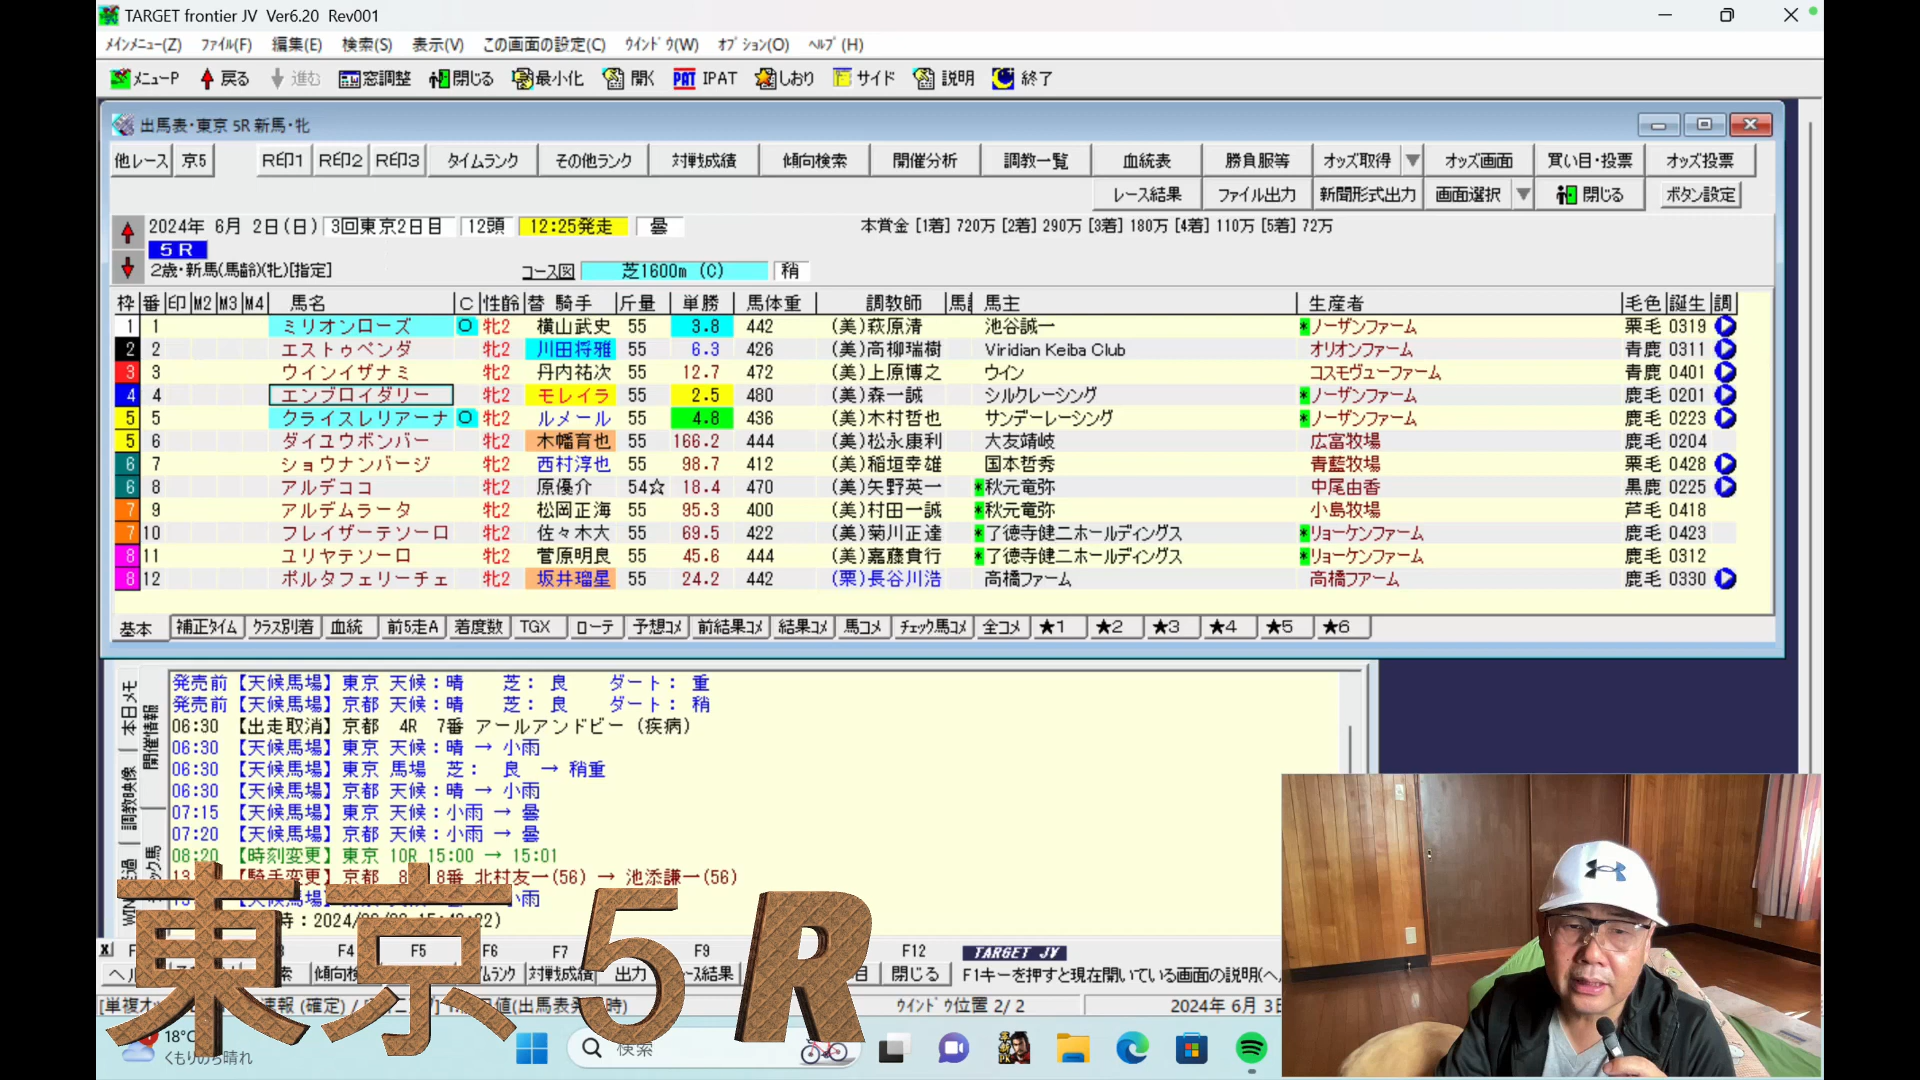 TARGET frontier JV Ver6.20 Rev001
ﾒｲﾝﾒﾆｭｰ(Z) ﾌｧｲﾙ(F) 編集(E) 検索(S) 表示(V) この画面の設定(C) ｳｲﾝﾄﾞｳ(W) ｵﾌﾟｼｮﾝ(O) ﾍﾙﾌﾟ(H)
ﾒﾆｭｰP 戻る 進む 窓調整 閉じる 最小化 開く PAT IPAT しおり サイド 説明 終了
出馬表・東京 5R 新馬・牝
他レース 京5 R印1 R印2 R印3 タイムランク その他ランク 対戦成績 傾向検索 開催分析 調教一覧 血統表 勝負服等 オッズ取得 オッズ画面 買い目・投票 オッズ投票
レース結果 ファイル出力 新聞形式出力 画面選択 閉じる ボタン設定
2024年 6月 2日(日) 3回東京2日目 12頭 12:25発走 曇 本賞金 [1着] 720万 [2着] 290万 [3着] 180万 [4着] 110万 [5着] 72万
5R
2歳・新馬(馬齢)(牝)[指定] コース図 芝1600m (C) 稍
枠 番 印 M2 M3 M4 馬名 C 性齢 替 騎手 斤量 単勝 馬体重 調教師 馬主 生産者 毛色 誕生 調
1 1 ミリオンローズ ○ 牝2 横山武史 55 3.8 442 (美)萩原清 池谷誠一 *ノーザンファーム 栗毛 0319
2 2 エストゥペンダ 牝2 川田将雅 55 6.3 426 (美)高柳瑞樹 Viridian Keiba Club オリオンファーム 青鹿 0311
3 3 ウインイザナミ 牝2 丹内祐次 55 12.7 472 (美)上原博之 ウイン コスモヴューファーム 青鹿 0401
4 4 エンブロイダリー 牝2 モレイラ 55 2.5 480 (美)森一誠 シルクレーシング *ノーザンファーム 鹿毛 0201
5 5 クライスレリアーナ ○ 牝2 ルメール 55 4.8 436 (美)木村哲也 サンデーレーシング *ノーザンファーム 鹿毛 0223
5 6 ダイユウボンバー 牝2 木幡育也 55 166.2 444 (美)松永康利 大友靖岐 広富牧場 鹿毛 0204
6 7 ショウナンバージ 牝2 西村淳也 55 98.7 412 (美)稲垣幸雄 国本哲秀 青藍牧場 栗毛 0428
6 8 アルデココ 牝2 原優介 54☆ 18.4 470 (美)矢野英一 *秋元竜弥 中尾由香 黒鹿 0225
7 9 アルデムラータ 牝2 松岡正海 55 95.3 400 (美)村田一誠 *秋元竜弥 小島牧場 芦毛 0418
7 10 フレイザーテソーロ 牝2 佐々木大 55 69.5 422 (美)菊川正達 *了徳寺健二ホールディングス *リョーケンファーム 鹿毛 0423
8 11 ユリヤテソーロ 牝2 菅原明良 55 45.6 444 (美)嘉藤貴行 *了徳寺健二ホールディングス *リョーケンファーム 鹿毛 0312
8 12 ポルタフェリーチェ 牝2 坂井瑠星 55 24.2 442 (栗)長谷川浩 高橋ファーム 高橋ファーム 鹿毛 0330
基本 補正タイム クラス別着 血統 前5走A 着度数 TGX ローテ 予想コメ 前結果コメ 結果コメ 馬コメ チェック馬コメ 全コメ ★1 ★2 ★3 ★4 ★5 ★6
本日メモ
開催情報
調教映像
発売前【天候馬場】東京 天候：晴 芝： 良 ダート： 重
発売前【天候馬場】京都 天候：晴 芝： 良 ダート： 稍
06:30 【出走取消】京都 4R 7番 アールアンドビー (疾病)
06:30 【天候馬場】東京 天候：晴 → 小雨
06:30 【天候馬場】東京 馬場 芝： 良 → 稍重
06:30 【天候馬場】京都 天候：晴 → 小雨
07:15 【天候馬場】東京 天候：小雨 → 曇
07:20 【天候馬場】京都 天候：小雨 → 曇
08:20 【時刻変更】東京 10R 15:00 → 15:01
【騎手変更】京都 8番 北村友一(56) → 池添謙一(56)
小雨
東京5R
F4 F5 F6 F7 F9 F12 TARGET JV
対戦成績 出力 閉じる F1キーを押すと現在開いている画面の説明(ヘ
ｳｲﾝﾄﾞｳ位置 2/ 2 2024年 6月 3日
18°C
くもりのち晴れ
検索